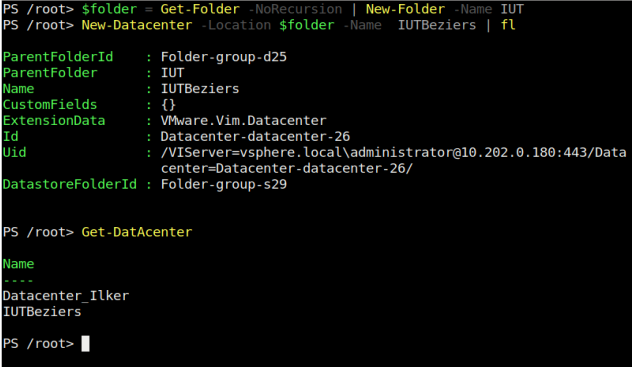 PS /root> $folder = Get-Folder -NoRecursion | New-Folder -Name IUT
PS /root> New-Datacenter -Location $folder -Name  IUTBeziers | fl
ParentFolderId    : Folder-group-d25
ParentFolder      : IUT
Name              : IUTBeziers
CustomFields      : {}
ExtensionData     : VMware.Vim.Datacenter
Id                : Datacenter-datacenter-26
Uid               : /VIServer=vsphere.local\administrator@10.202.0.180:443/Data
                    center=Datacenter-datacenter-26/
DatastoreFolderId : Folder-group-s29
PS /root> Get-DatAcenter
Name
----
Datacenter_Ilker
IUTBeziers
PS /root>